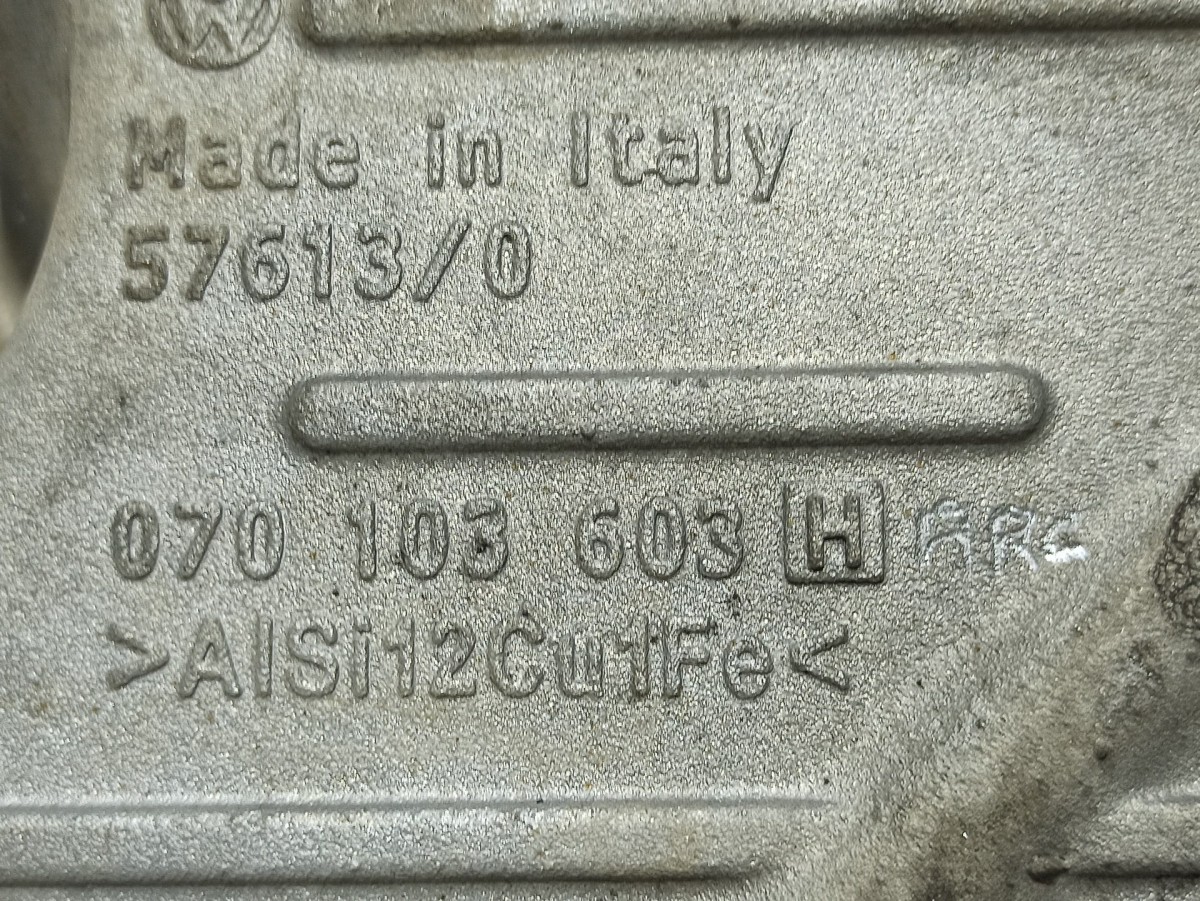 Made in Italy
57613/0
070 103 603 H
>AlSi12Cu1Fe<